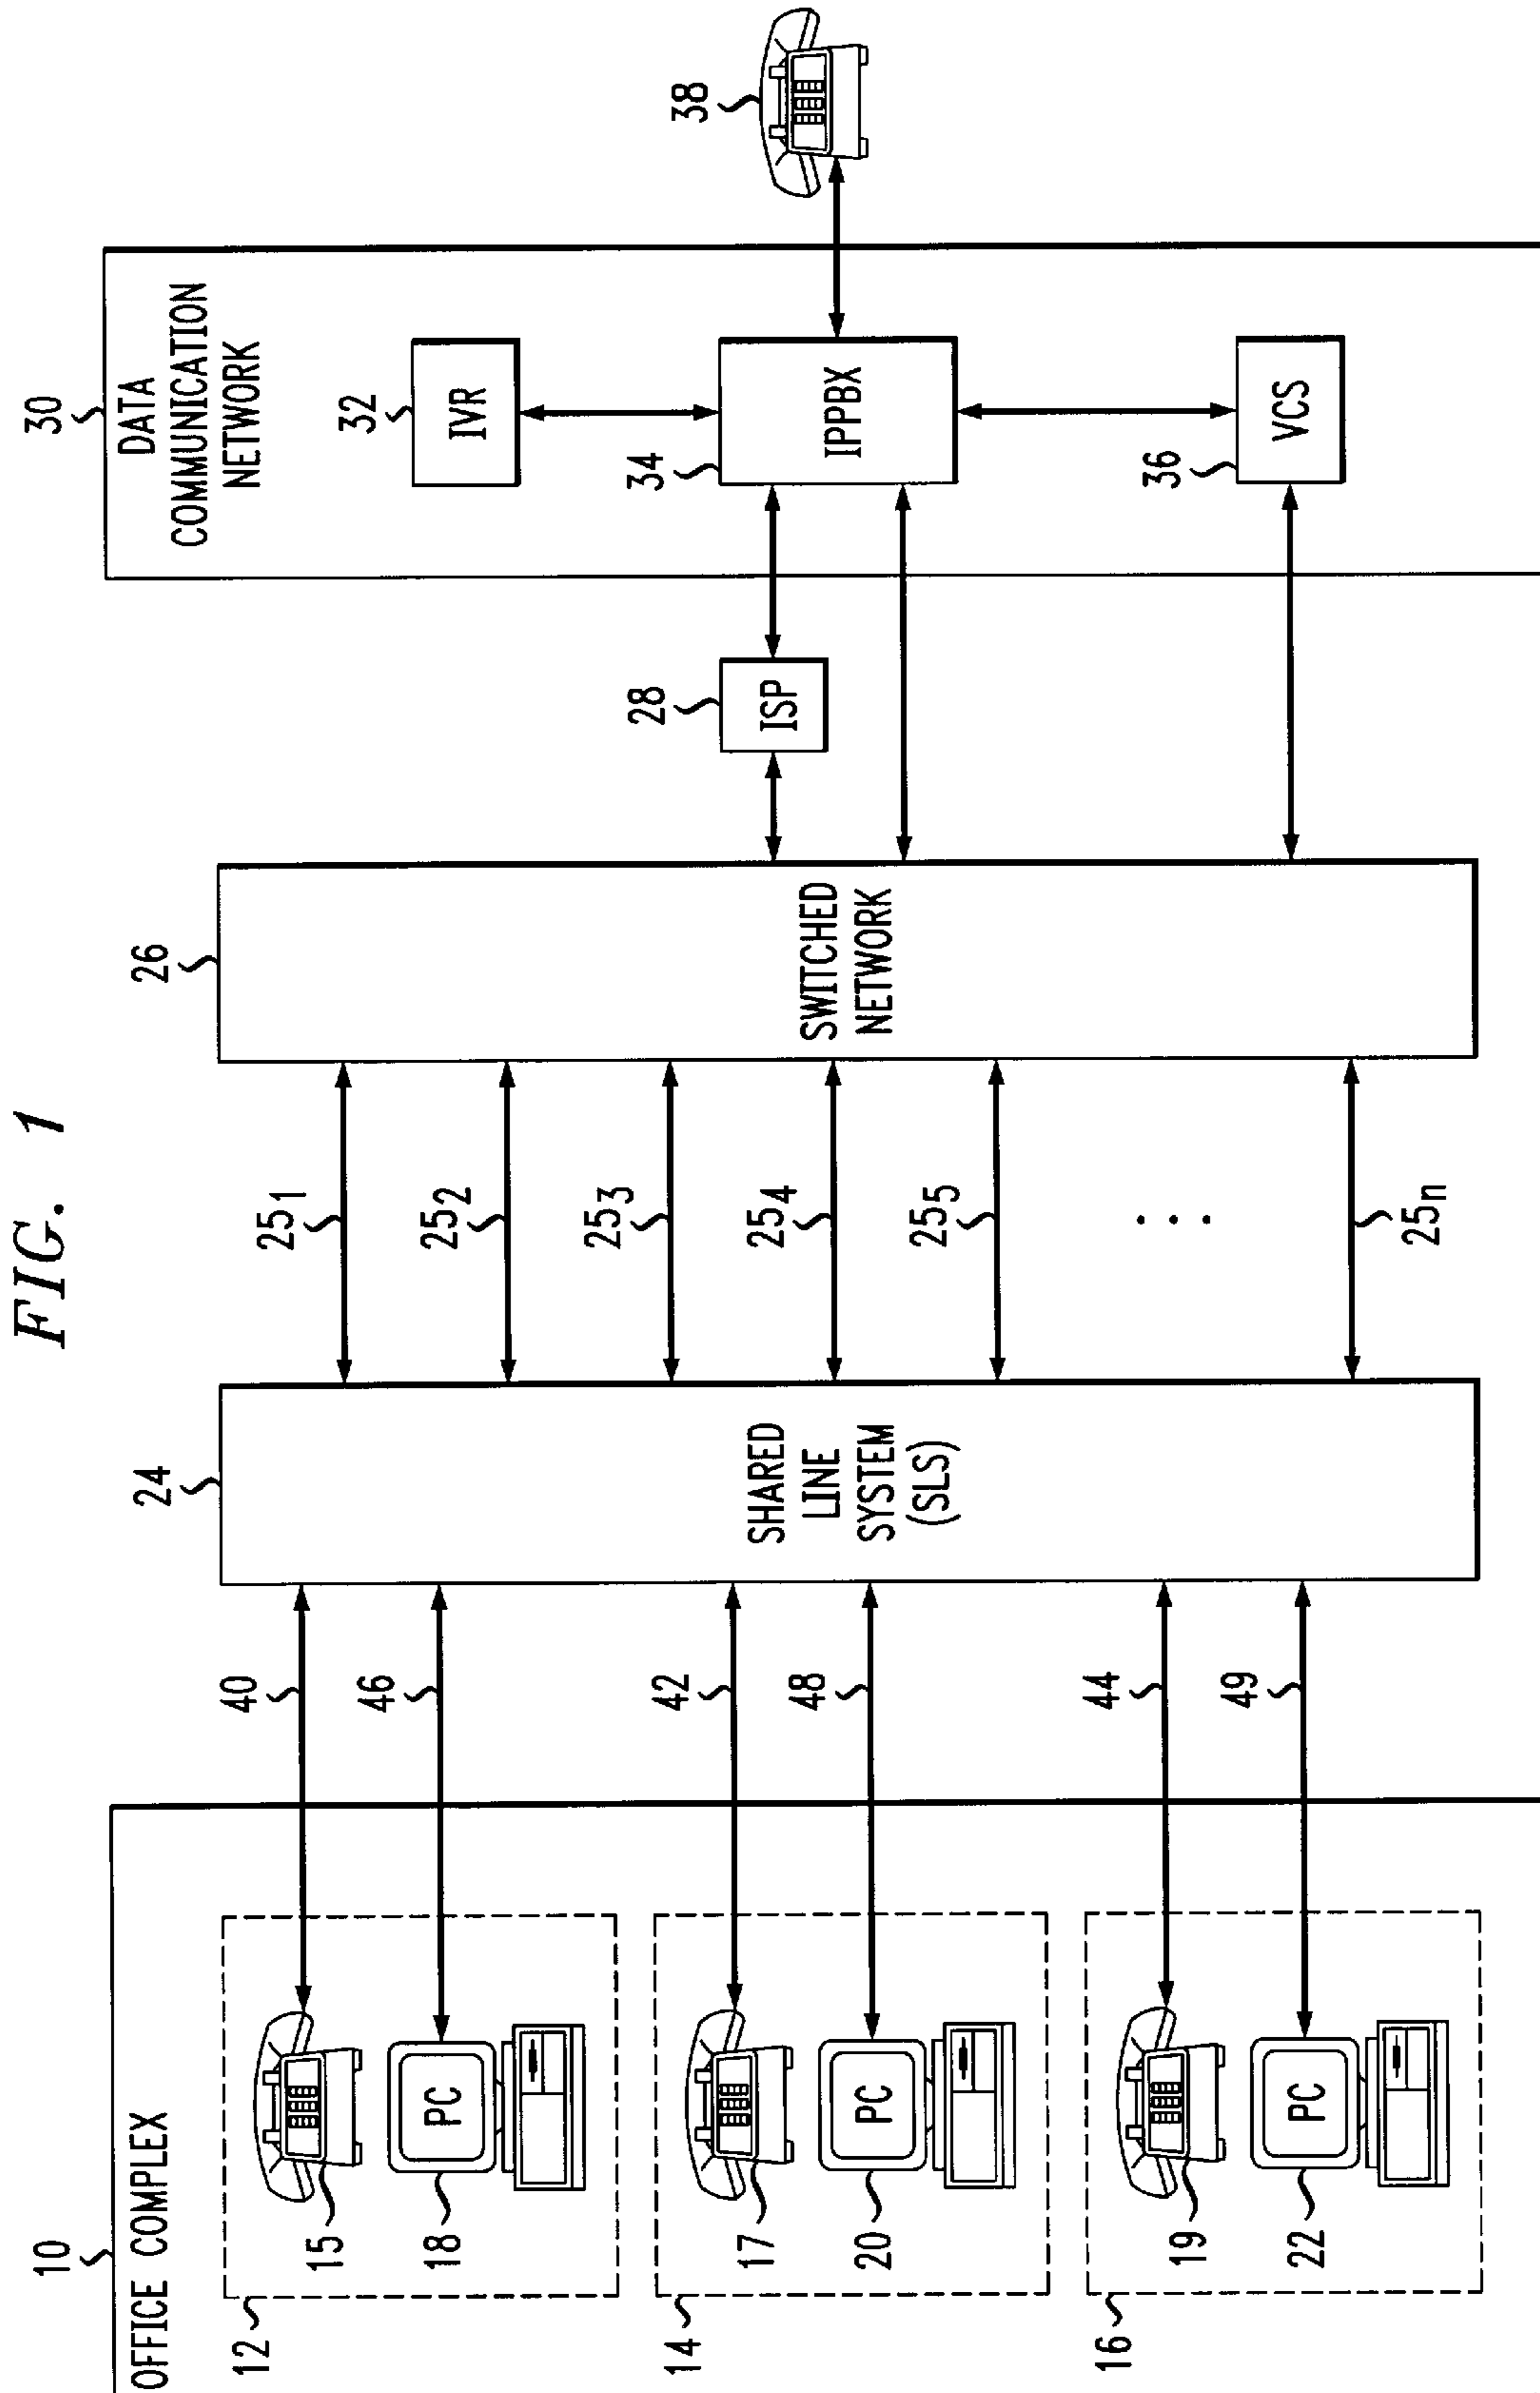 FIG. 1
10
OFFICE COMPLEX
12
15
PC
18
14
17
PC
20
16
19
PC
22
40
46
42
48
44
49
24
SHARED
LINE
SYSTEM
(SLS)
25₁
25₂
25₃
25₄
25₅
. . .
25ₙ
26
SWITCHED
NETWORK
28
ISP
30
DATA
COMMUNICATION
NETWORK
32
IVR
34
IPPBX
36
VCS
38